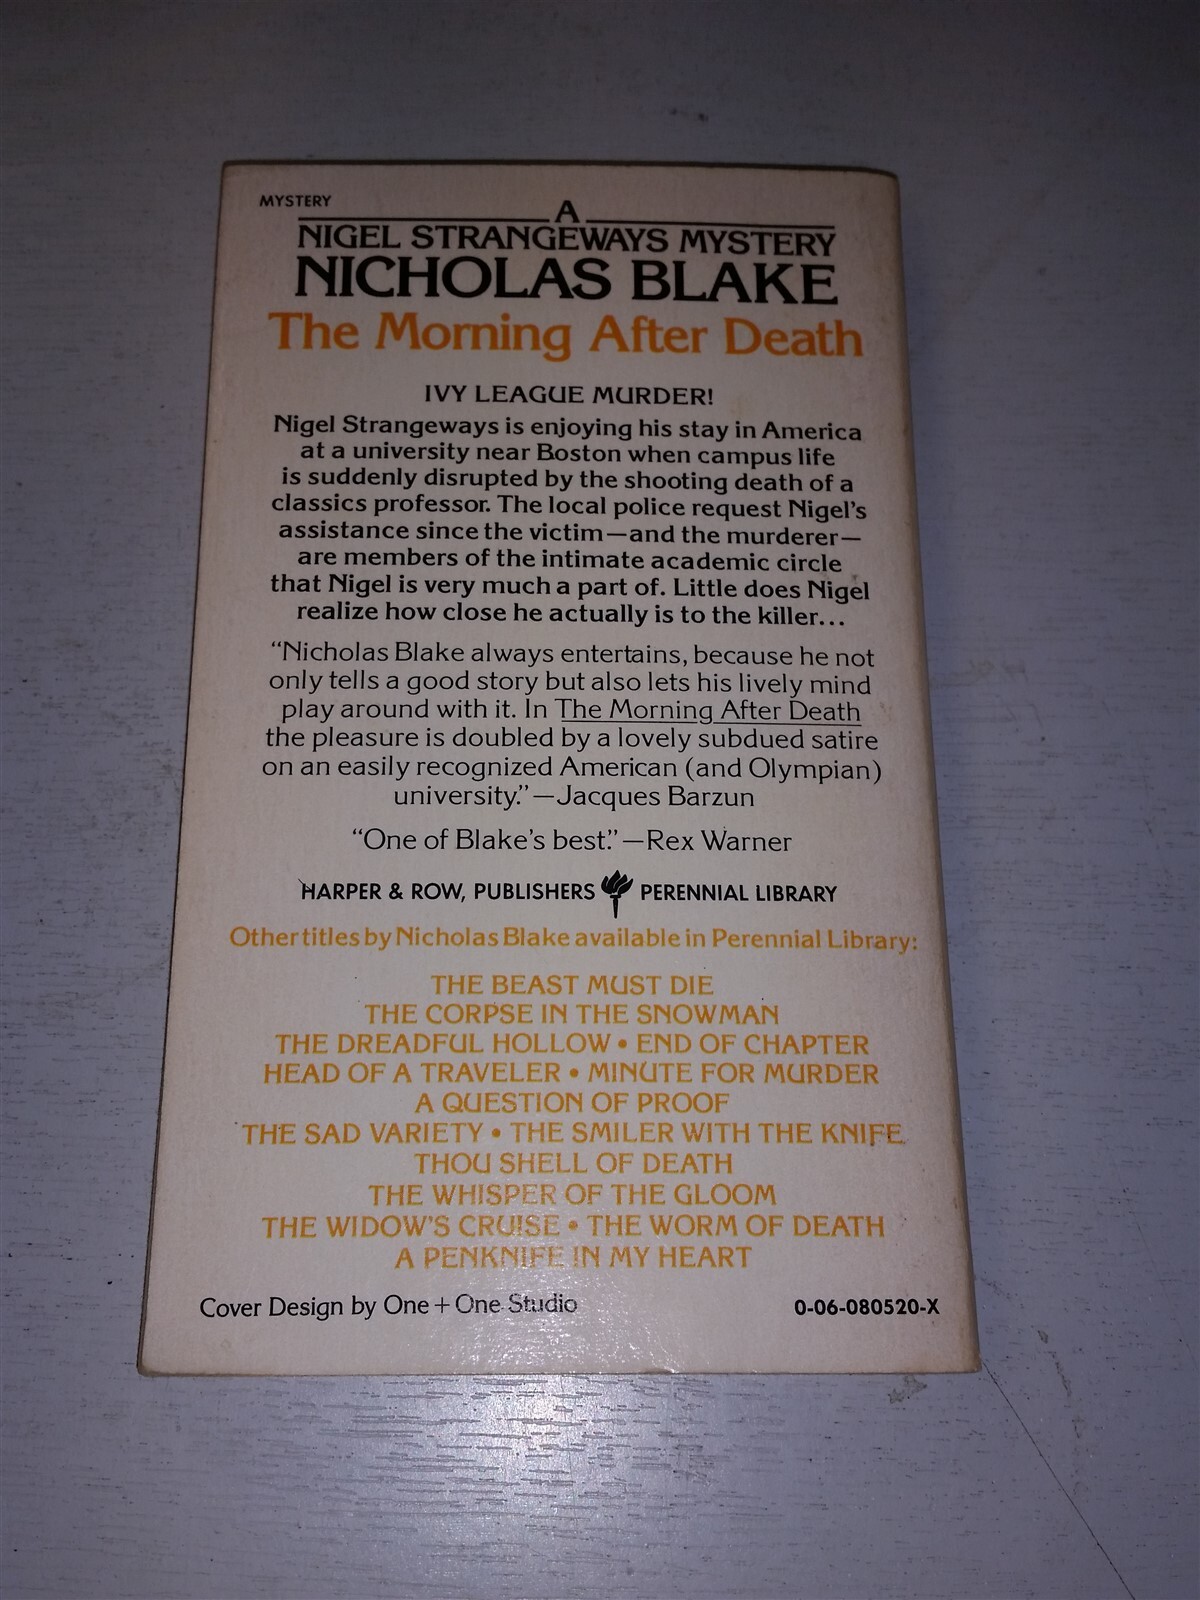 MYSTERY
A
NIGEL STRANGEWAYS MYSTERY
NICHOLAS BLAKE
The Morning After Death
IVY LEAGUE MURDER!
Nigel Strangeways is enjoying his stay in America
at a university near Boston when campus life
is suddenly disrupted by the shooting death of a
classics professor. The local police request Nigel's
assistance since the victim—and the murderer—
are members of the intimate academic circle
that Nigel is very much a part of. Little does Nigel
realize how close he actually is to the killer...
"Nicholas Blake always entertains, because he not
only tells a good story but also lets his lively mind
play around with it. In The Morning After Death
the pleasure is doubled by a lovely subdued satire
on an easily recognized American (and Olympian)
university."—Jacques Barzun
"One of Blake's best."—Rex Warner
HARPER & ROW, PUBLISHERS PERENNIAL LIBRARY
Other titles by Nicholas Blake available in Perennial Library:
THE BEAST MUST DIE
THE CORPSE IN THE SNOWMAN
THE DREADFUL HOLLOW • END OF CHAPTER
HEAD OF A TRAVELER • MINUTE FOR MURDER
A QUESTION OF PROOF
THE SAD VARIETY • THE SMILER WITH THE KNIFE
THOU SHELL OF DEATH
THE WHISPER OF THE GLOOM
THE WIDOW'S CRUISE • THE WORM OF DEATH
A PENKNIFE IN MY HEART
Cover Design by One + One Studio 0-06-080520-X